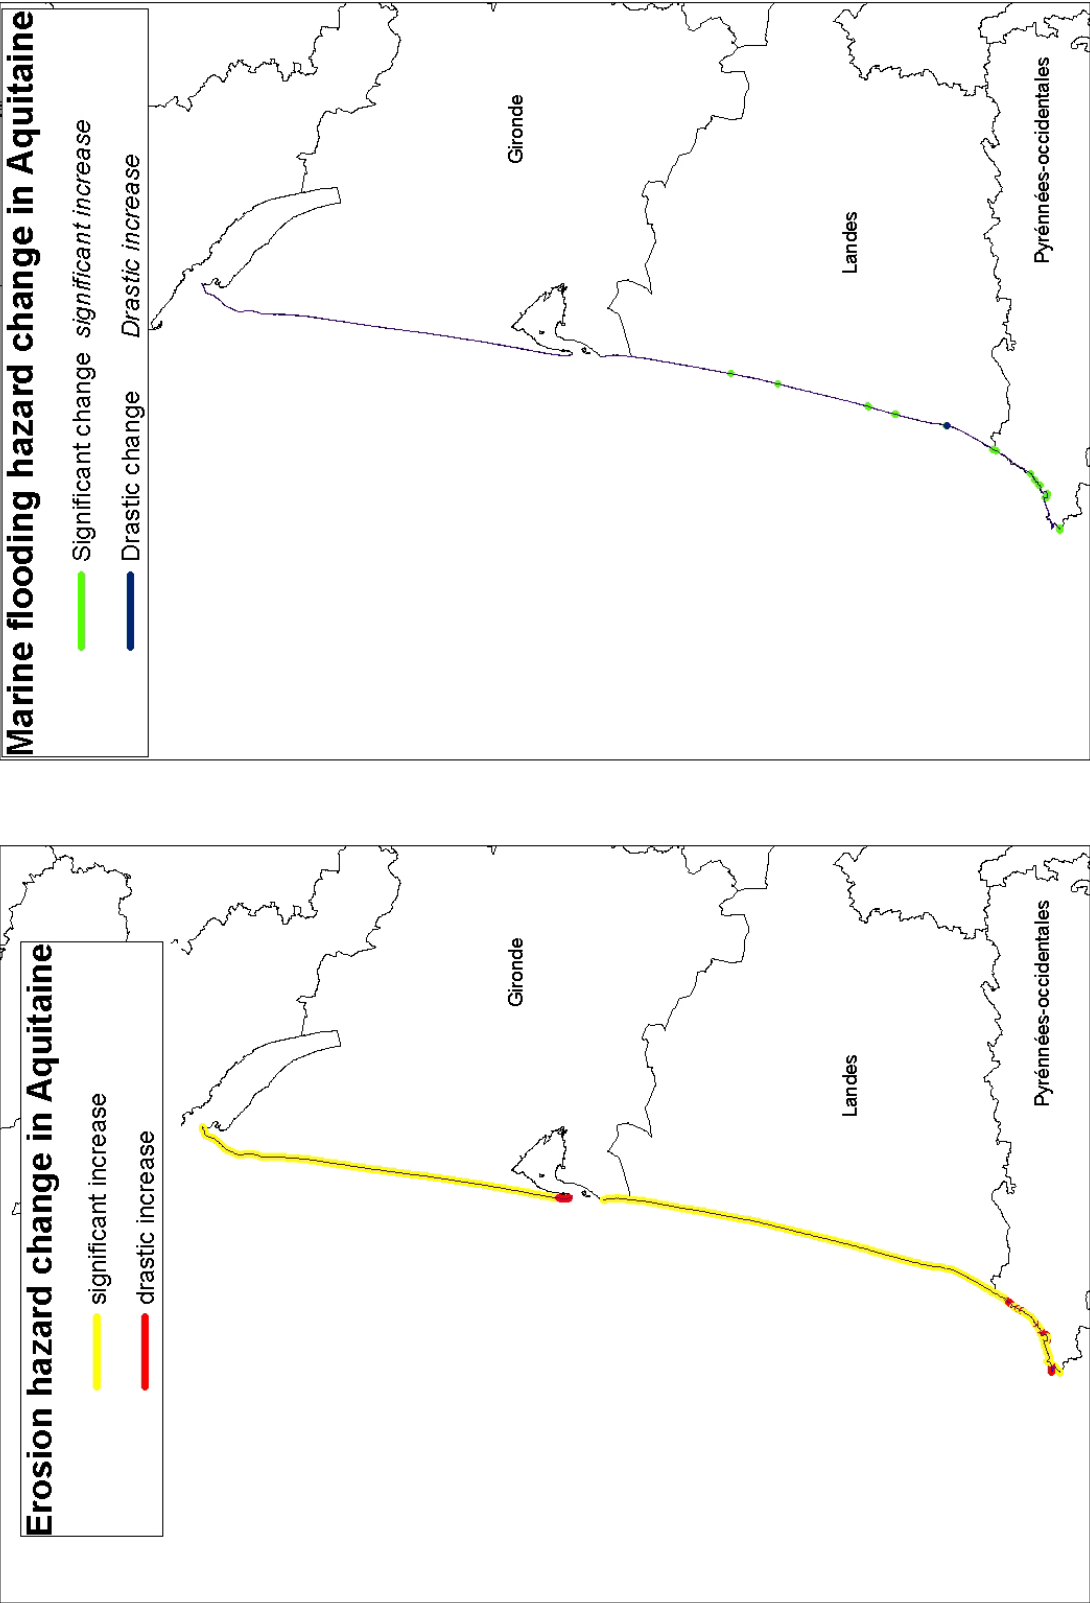 Erosion hazard change in Aquitaine
significant increase
drastic increase
Gironde
Landes
Pyrénnées-occidentales
Marine flooding hazard change in Aquitaine
Significant change significant increase
Drastic change Drastic increase
Gironde
Landes
Pyrénnées-occidentales